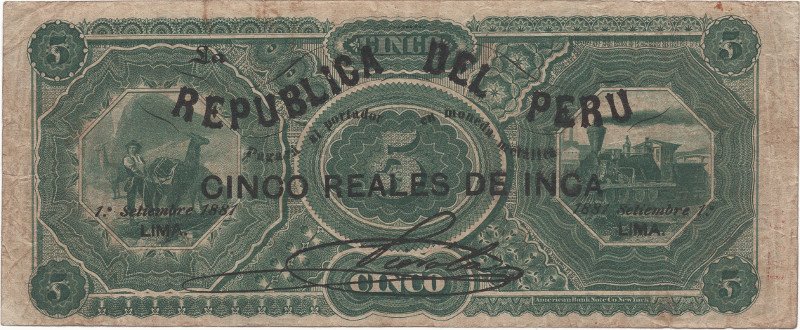 5 CINCO 5
La
REPUBLICA DEL PERU
Pagará al portador en moneda metálica
5
CINCO REALES DE INCA
1.º Setiembre 1881 1881 Setiembre 1.º
LIMA. LIMA.
5 CINCO 5
American Bank Note Co. New York